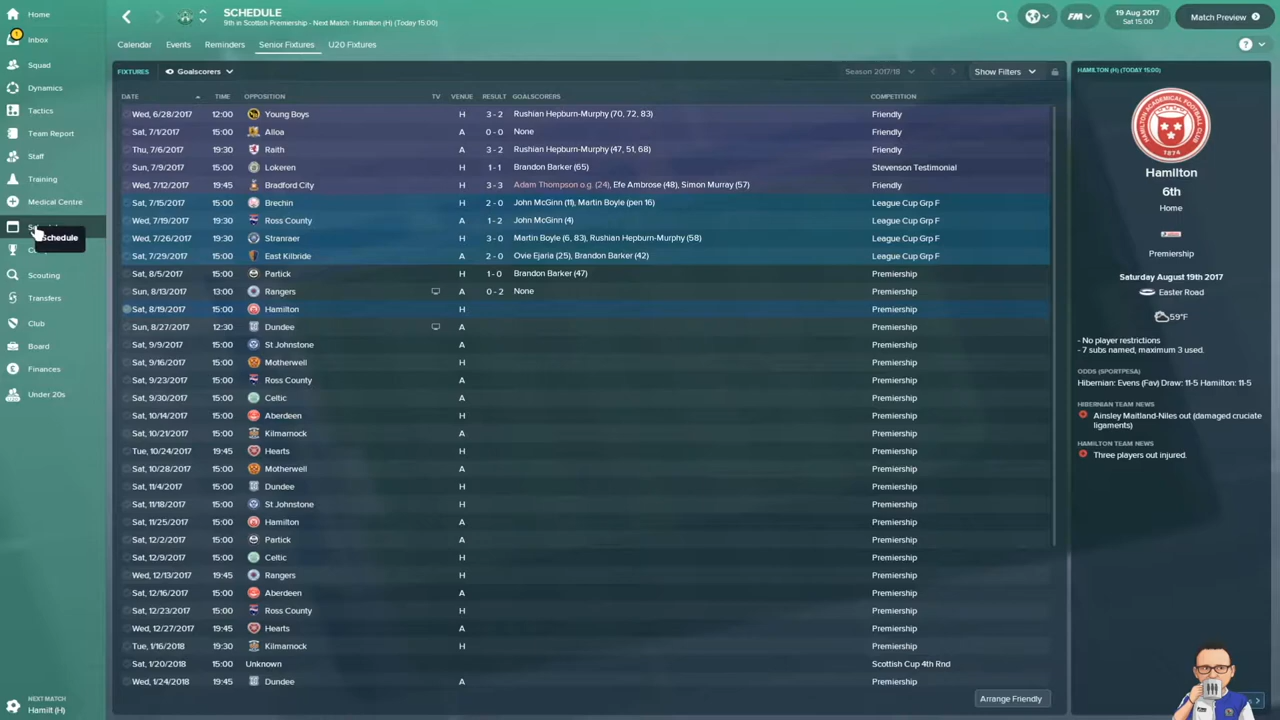 SCHEDULE
9th in Scottish Premiership - Next Match: Hamilton (H) (Today 15:00)
FM
19 Aug 2017
Sat 15:00
Match Preview
Home
Inbox
Squad
Dynamics
Tactics
Team Report
Staff
Training
Medical Centre
Schedule
Scouting
Transfers
Club
Board
Finances
Under 20s
NEXT MATCH
Hamilt (H)
Calendar Events Reminders Senior Fixtures U20 Fixtures
?
FIXTURES Goalscorers Season 2017/18 Show Filters
DATE TIME OPPOSITION TV VENUE RESULT GOALSCORERS COMPETITION
Wed, 6/28/2017 12:00 Young Boys H 3 - 2 Rushian Hepburn-Murphy (70, 72, 83) Friendly
Sat, 7/1/2017 15:00 Alloa A 0 - 0 None Friendly
Thu, 7/6/2017 19:30 Raith A 3 - 2 Rushian Hepburn-Murphy (47, 51, 68) Friendly
Sun, 7/9/2017 15:00 Lokeren H 1 - 1 Brandon Barker (65) Stevenson Testimonial
Wed, 7/12/2017 19:45 Bradford City H 3 - 3 Adam Thompson o.g. (24), Efe Ambrose (48), Simon Murray (57) Friendly
Sat, 7/15/2017 15:00 Brechin H 2 - 0 John McGinn (11), Martin Boyle (pen 16) League Cup Grp F
Wed, 7/19/2017 19:30 Ross County A 1 - 2 John McGinn (4) League Cup Grp F
Wed, 7/26/2017 19:30 Stranraer H 3 - 0 Martin Boyle (6, 83), Rushian Hepburn-Murphy (58) League Cup Grp F
Sat, 7/29/2017 15:00 East Kilbride A 2 - 0 Ovie Ejaria (25), Brandon Barker (42) League Cup Grp F
Sat, 8/5/2017 15:00 Partick H 1 - 0 Brandon Barker (47) Premiership
Sun, 8/13/2017 13:00 Rangers A 0 - 2 None Premiership
Sat, 8/19/2017 15:00 Hamilton H Premiership
Sun, 8/27/2017 12:30 Dundee A Premiership
Sat, 9/9/2017 15:00 St Johnstone A Premiership
Sat, 9/16/2017 15:00 Motherwell H Premiership
Sat, 9/23/2017 15:00 Ross County A Premiership
Sat, 9/30/2017 15:00 Celtic A Premiership
Sat, 10/14/2017 15:00 Aberdeen H Premiership
Sat, 10/21/2017 15:00 Kilmarnock A Premiership
Tue, 10/24/2017 19:45 Hearts H Premiership
Sat, 10/28/2017 15:00 Motherwell A Premiership
Sat, 11/4/2017 15:00 Dundee H Premiership
Sat, 11/18/2017 15:00 St Johnstone H Premiership
Sat, 11/25/2017 15:00 Hamilton A Premiership
Sat, 12/2/2017 15:00 Partick A Premiership
Sat, 12/9/2017 15:00 Celtic H Premiership
Wed, 12/13/2017 19:45 Rangers H Premiership
Sat, 12/16/2017 15:00 Aberdeen A Premiership
Sat, 12/23/2017 15:00 Ross County H Premiership
Wed, 12/27/2017 19:45 Hearts A Premiership
Tue, 1/16/2018 19:30 Kilmarnock H Premiership
Sat, 1/20/2018 15:00 Unknown Scottish Cup 4th Rnd
Wed, 1/24/2018 19:45 Dundee A Premiership
Arrange Friendly
HAMILTON (H) (TODAY 15:00)
HAMILTON ACADEMICAL FOOTBALL CLUB
1874
Hamilton
6th
Home
Premiership
Saturday August 19th 2017
Easter Road
59°F
- No player restrictions
- 7 subs named, maximum 3 used.
ODDS (SPORTPESA)
Hibernian: Evens (Fav) Draw: 11-5 Hamilton: 11-5
HIBERNIAN TEAM NEWS
Ainsley Maitland-Niles out (damaged cruciate
ligaments)
HAMILTON TEAM NEWS
Three players out injured.